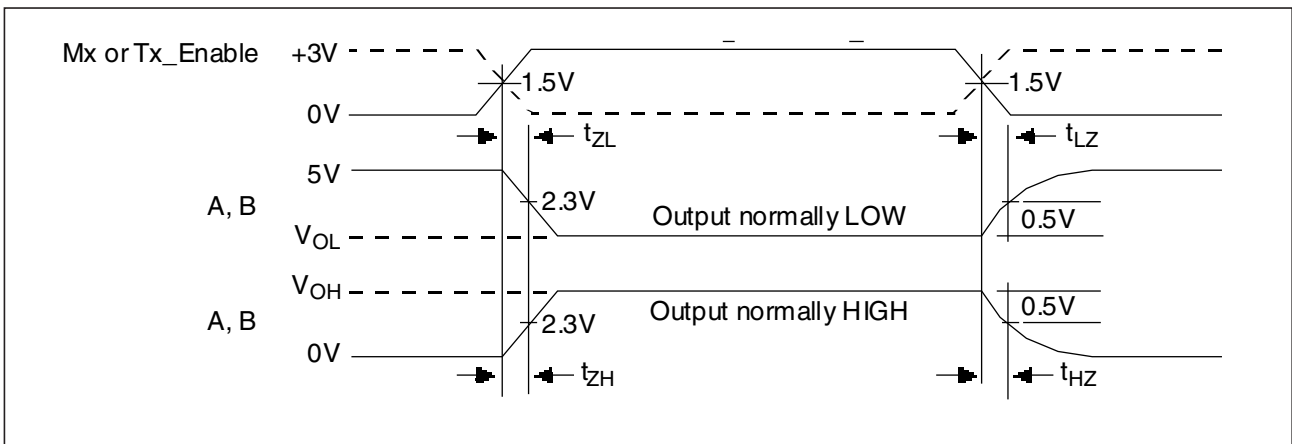 Mx or Tx_Enable +3V
1.5V 1.5V
0V
tZL tLZ
5V
A, B 2.3V Output normally LOW 0.5V
VOL
VOH
A, B 2.3V Output normally HIGH 0.5V
0V
tZH tHZ